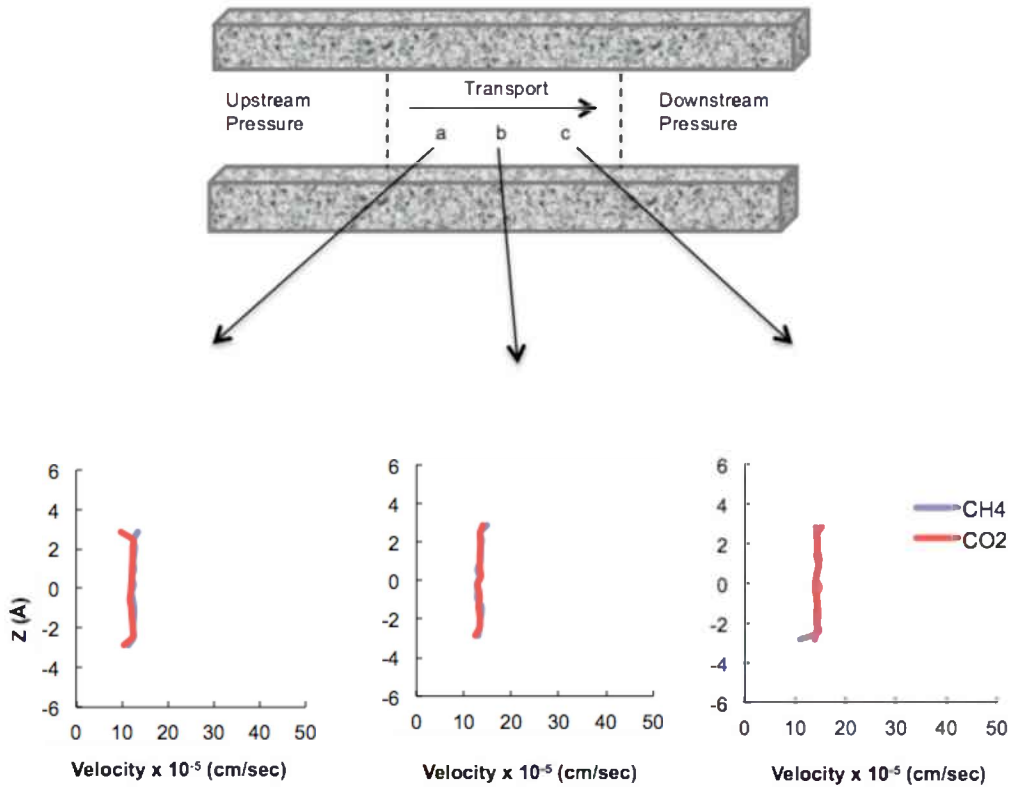 Upstream
Pressure
Transport
Downstream
Pressure
a b c
Z (Å)
6
4
2
0
-2
-4
-6
0 10 20 30 40 50
Velocity x 10⁻⁵ (cm/sec)
6
4
2
0
-2
-4
-6
0 10 20 30 40 50
Velocity x 10⁻⁵ (cm/sec)
6
4
2
0
-2
-4
-6
0 10 20 30 40 50
Velocity x 10⁻⁵ (cm/sec)
CH4
CO2